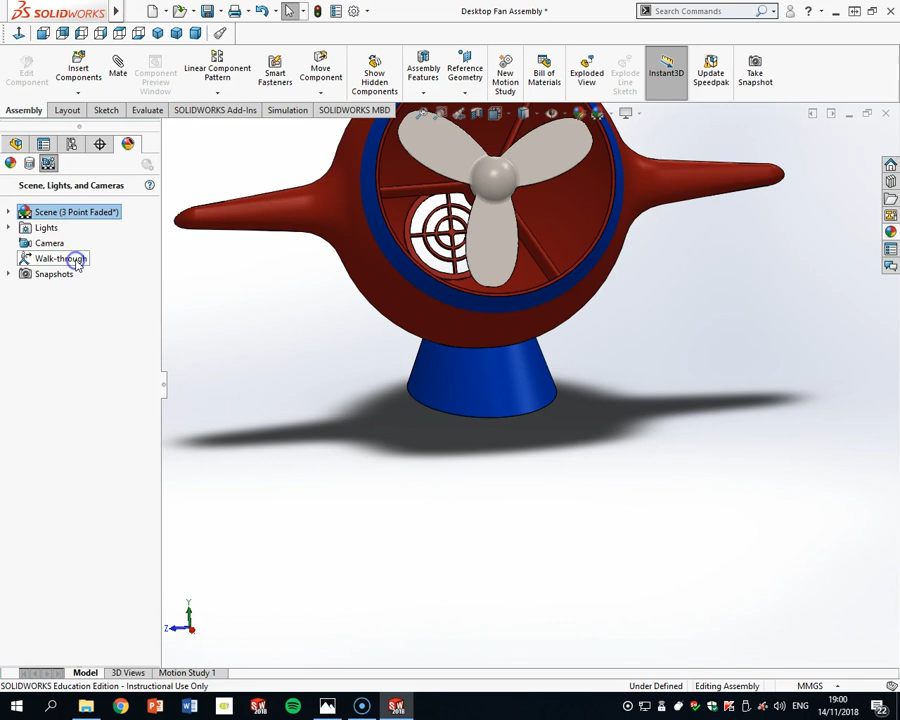 SOLIDWORKS
Desktop Fan Assembly *
Search Commands
Edit Component
Insert Components
Mate
Component Preview Window
Linear Component Pattern
Smart Fasteners
Move Component
Show Hidden Components
Assembly Features
Reference Geometry
New Motion Study
Bill of Materials
Exploded View
Explode Line Sketch
Instant3D
Update Speedpak
Take Snapshot
Assembly
Layout
Sketch
Evaluate
SOLIDWORKS Add-Ins
Simulation
SOLIDWORKS MBD
Scene, Lights, and Cameras
Scene (3 Point Faded*)
Lights
Camera
Walk-through
Snapshots
Y
Z
Model
3D Views
Motion Study 1
SOLIDWORKS Education Edition - Instructional Use Only
Under Defined
Editing Assembly
MMGS
ENG
19:00
14/11/2018
22